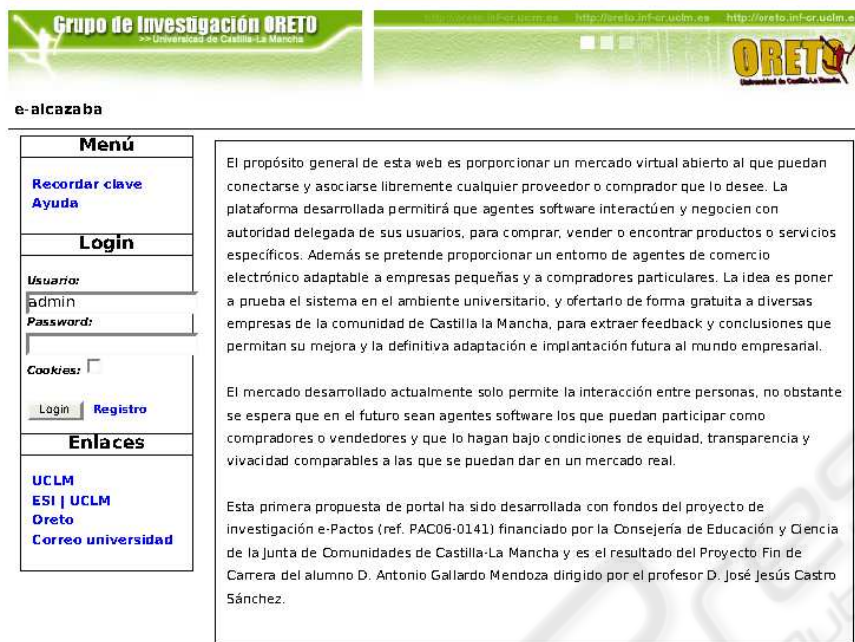 Grupo de Investigación ORETO
>> Universidad de Castilla-La Mancha
http://oreto.inf-cr.uclm.es http://oreto.inf-cr.uclm.es http://oreto.inf-cr.uclm.e
ORETO
Universidad de Castilla-La Mancha
e-alcazaba
Menú
Recordar clave
Ayuda
Login
Usuario:
admin
Password:
Cookies:
Login Registro
Enlaces
UCLM
ESI | UCLM
Oreto
Correo universidad
El propósito general de esta web es porporcionar un mercado virtual abierto al que puedan
conectarse y asociarse libremente cualquier proveedor o comprador que lo desee. La
plataforma desarrollada permitirá que agentes software interactúen y negocien con
autoridad delegada de sus usuarios, para comprar, vender o encontrar productos o servicios
específicos. Además se pretende proporcionar un entorno de agentes de comercio
electrónico adaptable a empresas pequeñas y a compradores particulares. La idea es poner
a prueba el sistema en el ambiente universitario, y ofertarlo de forma gratuita a diversas
empresas de la comunidad de Castilla la Mancha, para extraer feedback y conclusiones que
permitan su mejora y la definitiva adaptación e implantación futura al mundo empresarial.
El mercado desarrollado actualmente solo permite la interacción entre personas, no obstante
se espera que en el futuro sean agentes software los que puedan participar como
compradores o vendedores y que lo hagan bajo condiciones de equidad, transparencia y
vivacidad comparables a las que se puedan dar en un mercado real.
Esta primera propuesta de portal ha sido desarrollada con fondos del proyecto de
investigación e-Pactos (ref. PAC06-0141) financiado por la Consejería de Educación y Ciencia
de la Junta de Comunidades de Castilla-La Mancha y es el resultado del Proyecto Fin de
Carrera del alumno D. Antonio Gallardo Mendoza dirigido por el profesor D. José Jesús Castro
Sánchez.